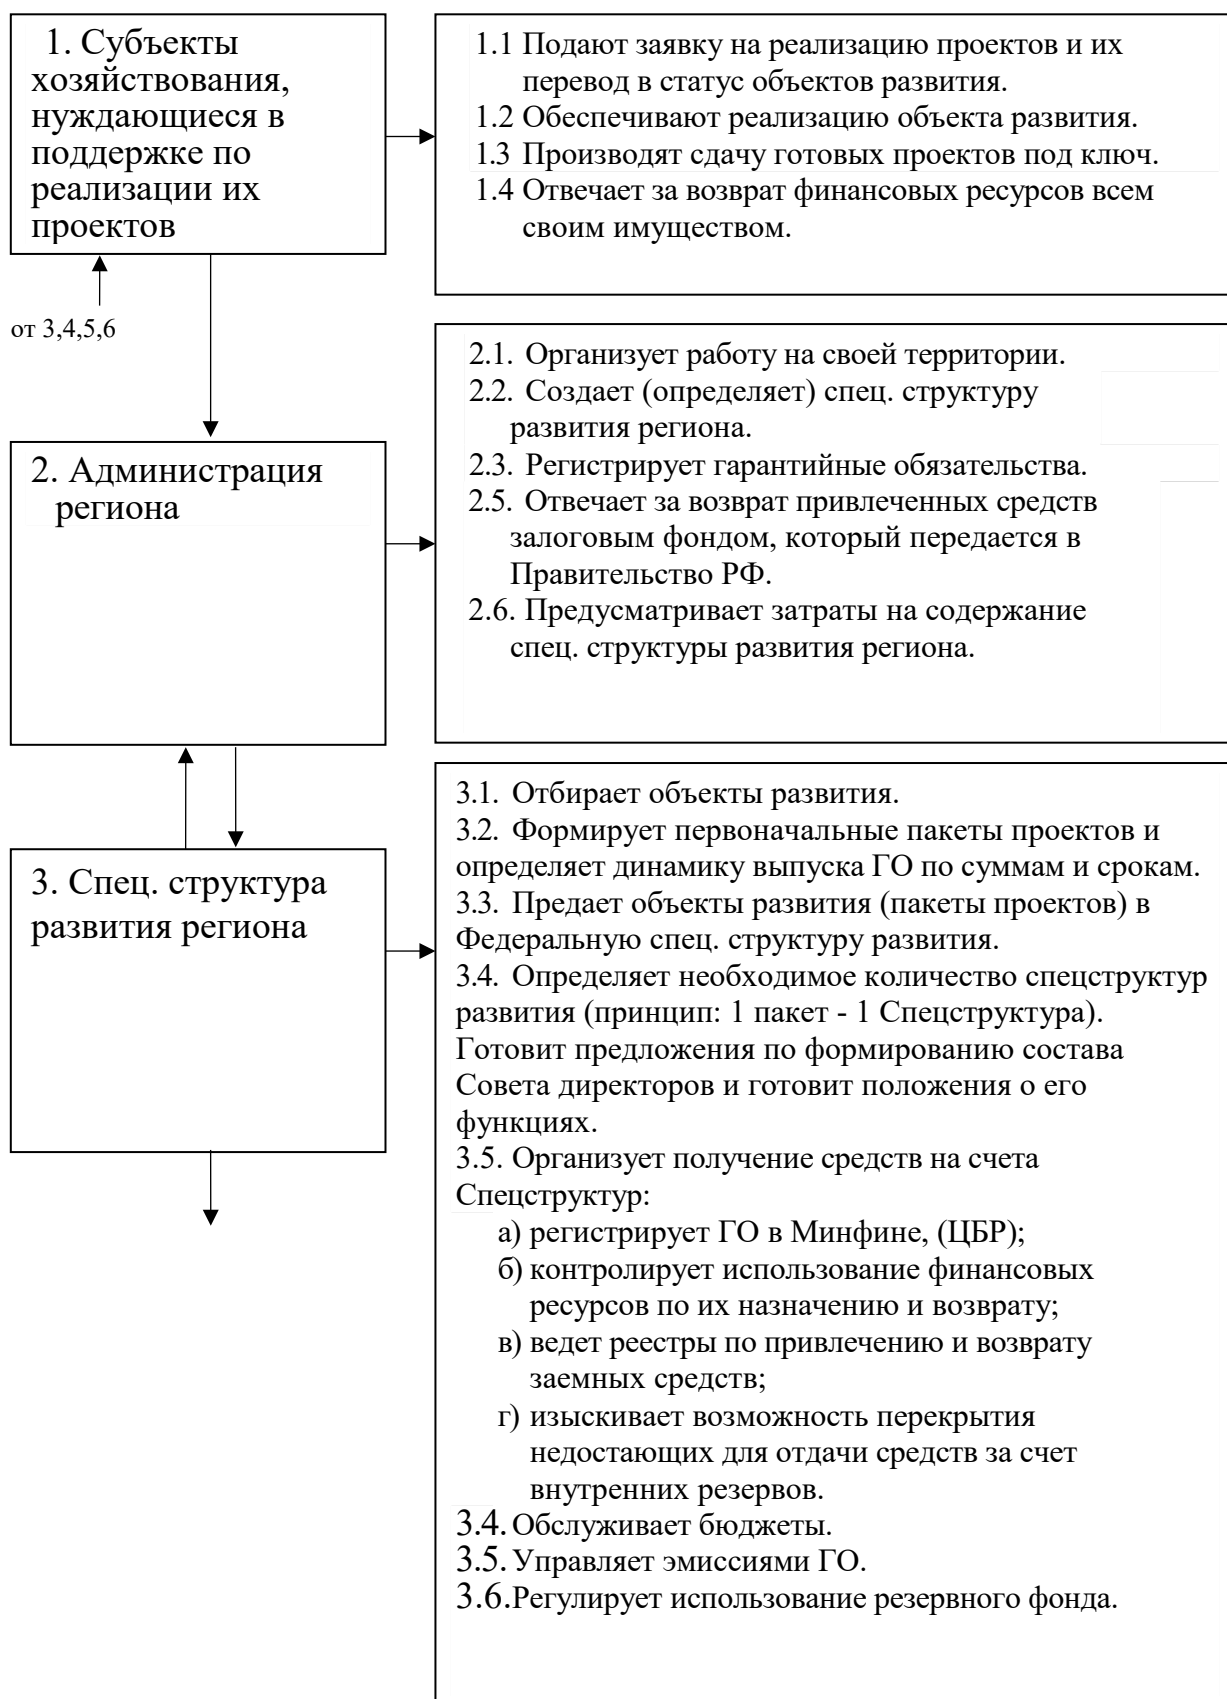 1. Субъекты
хозяйствования,
нуждающиеся в
поддержке по
реализации их
проектов
1.1 Подают заявку на реализацию проектов и их
перевод в статус объектов развития.
1.2 Обеспечивают реализацию объекта развития.
1.3 Производят сдачу готовых проектов под ключ.
1.4 Отвечает за возврат финансовых ресурсов всем
своим имуществом.
от 3,4,5,6
2. Администрация
региона
2.1. Организует работу на своей территории.
2.2. Создает (определяет) спец. структуру
развития региона.
2.3. Регистрирует гарантийные обязательства.
2.5. Отвечает за возврат привлеченных средств
залоговым фондом, который передается в
Правительство РФ.
2.6. Предусматривает затраты на содержание
спец. структуры развития региона.
3. Спец. структура
развития региона
3.1. Отбирает объекты развития.
3.2. Формирует первоначальные пакеты проектов и
определяет динамику выпуска ГО по суммам и срокам.
3.3. Предает объекты развития (пакеты проектов) в
Федеральную спец. структуру развития.
3.4. Определяет необходимое количество спецструктур
развития (принцип: 1 пакет - 1 Спецструктура).
Готовит предложения по формированию состава
Совета директоров и готовит положения о его
функциях.
3.5. Организует получение средств на счета
Спецструктур:
а) регистрирует ГО в Минфине, (ЦБР);
б) контролирует использование финансовых
ресурсов по их назначению и возврату;
в) ведет реестры по привлечению и возврату
заемных средств;
г) изыскивает возможность перекрытия
недостающих для отдачи средств за счет
внутренних резервов.
3.4. Обслуживает бюджеты.
3.5. Управляет эмиссиями ГО.
3.6.Регулирует использование резервного фонда.